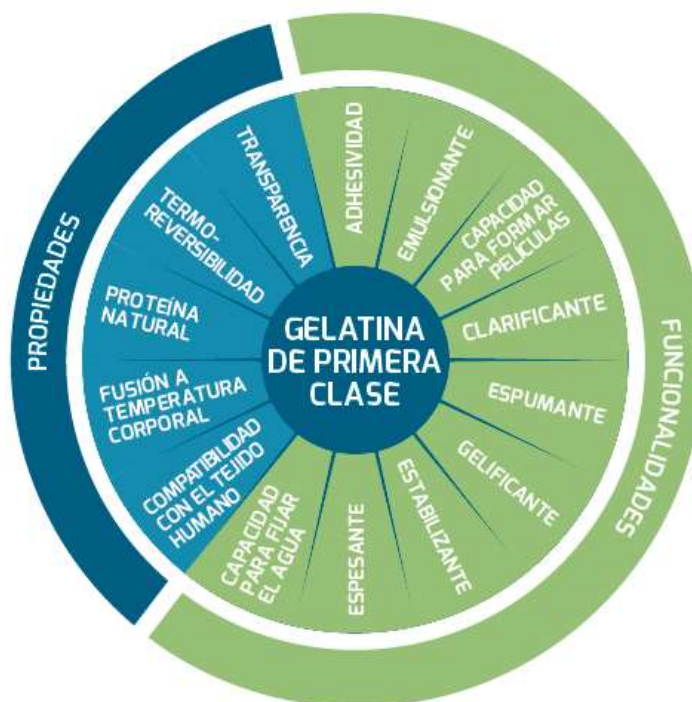 GELATINA
DE PRIMERA
CLASE
PROPIEDADES
TRANSPARENCIA
TERMO-
REVERSIBILIDAD
PROTEÍNA
NATURAL
FUSIÓN A
TEMPERATURA
CORPORAL
COMPATIBILIDAD
CON EL TEJIDO
HUMANO
FUNCIONALIDADES
ADHESIVIDAD
EMULSIONANTE
CAPACIDAD
PARA FORMAR
PELÍCULAS
CLARIFICANTE
ESPUMANTE
GELIFICANTE
ESTABILIZANTE
ESPESANTE
CAPACIDAD
PARA FIJAR
EL AGUA